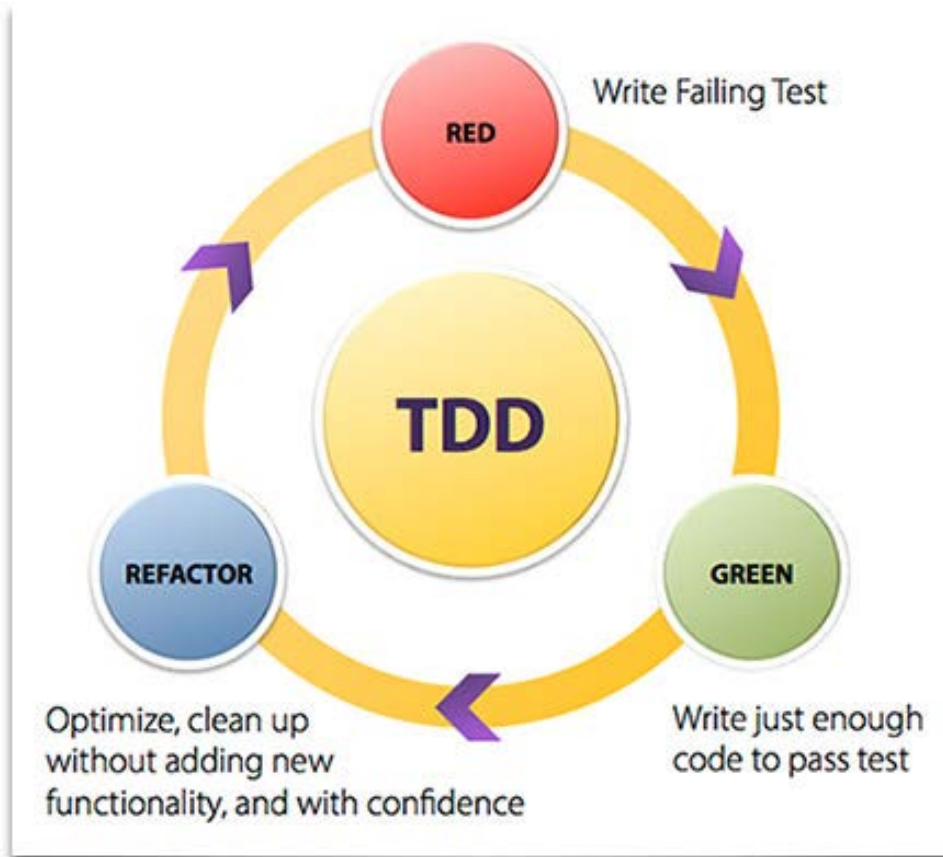 RED
Write Failing Test
TDD
REFACTOR
GREEN
Optimize, clean up
without adding new
functionality, and with confidence
Write just enough
code to pass test